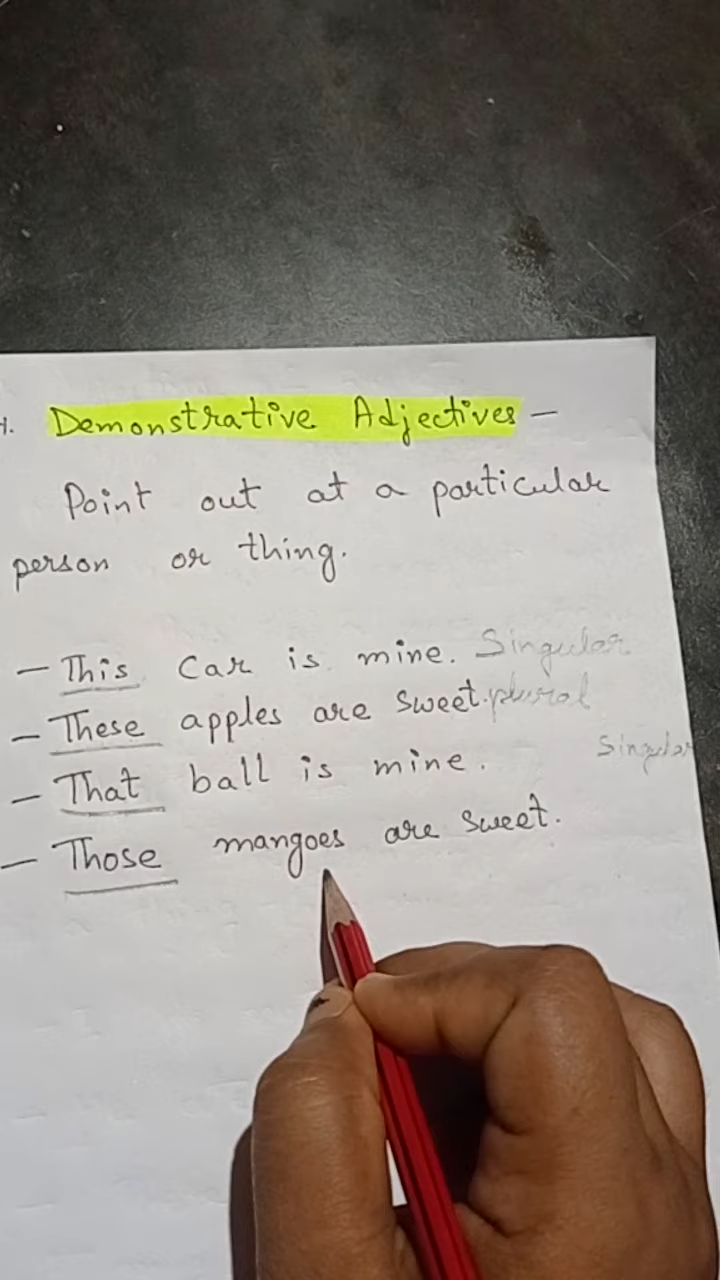 4. Demonstrative Adjectives —
Point out at a particular
person or thing.
— This car is mine. Singular
— These apples are sweet. plural
— That ball is mine. Singular
— Those mangoes are sweet.